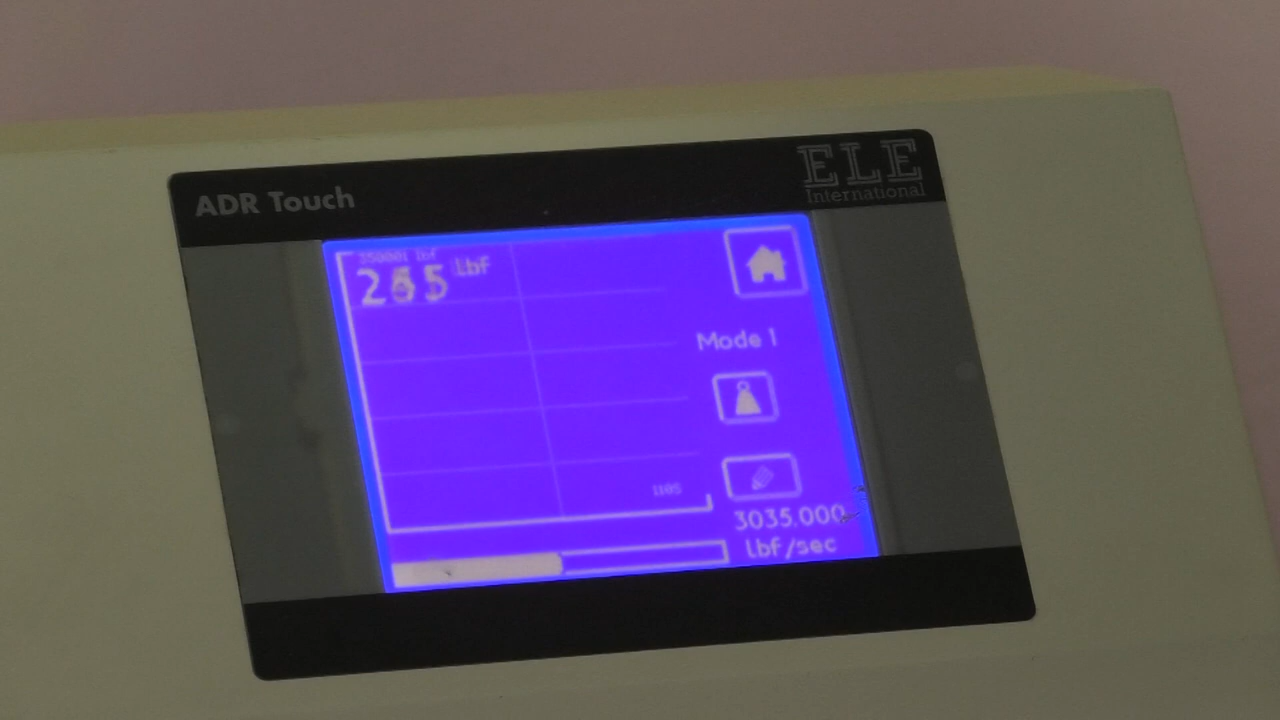 ADR Touch
ELE
International
lbf
Mode 1
3035.000
lbf/sec